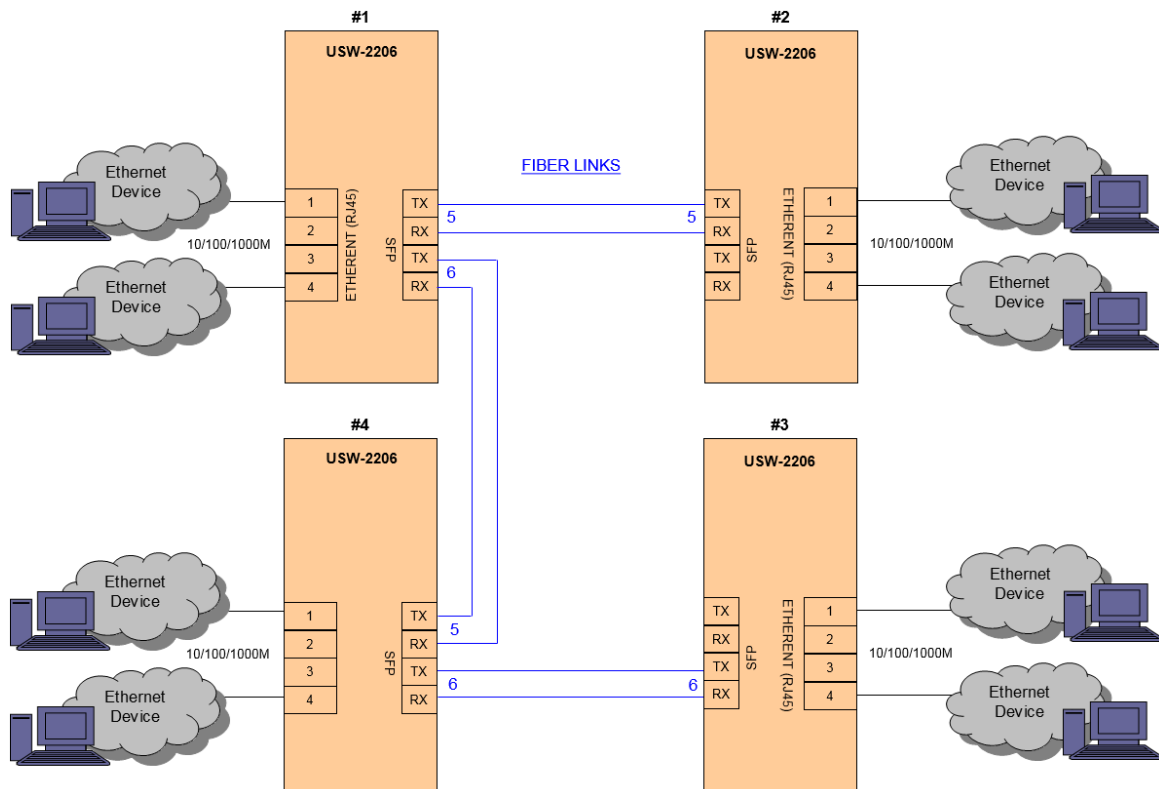 #1
USW-2206
Ethernet
Device
10/100/1000M
Ethernet
Device
1
2
3
4
ETHERENT (RJ45)
SFP
TX
RX
TX
RX
5
6
FIBER LINKS
#2
USW-2206
5
TX
RX
TX
RX
SFP
ETHERENT (RJ45)
1
2
3
4
Ethernet
Device
10/100/1000M
Ethernet
Device
#4
USW-2206
Ethernet
Device
10/100/1000M
Ethernet
Device
1
2
3
4
SFP
TX
RX
TX
RX
5
6
#3
USW-2206
6
TX
RX
TX
RX
SFP
ETHERENT (RJ45)
1
2
3
4
Ethernet
Device
10/100/1000M
Ethernet
Device